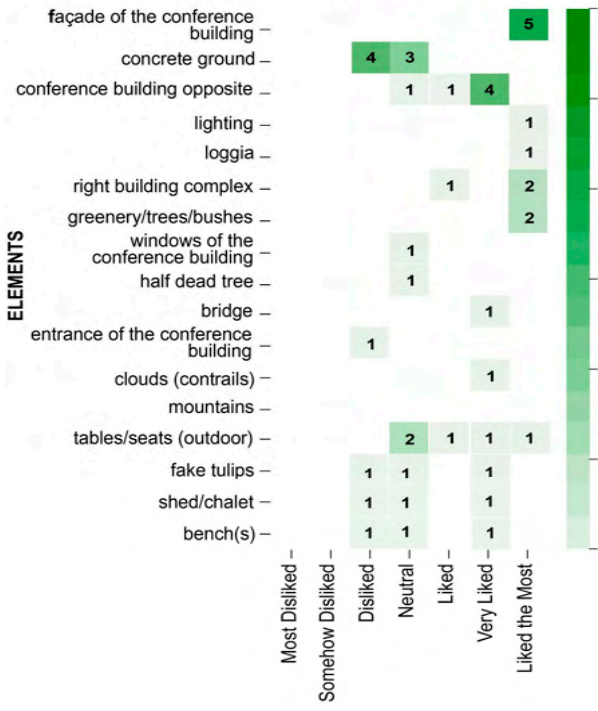 façade of the conference
building
5
concrete ground
4 3
conference building opposite
1 1 4
lighting
1
loggia
1
right building complex
1 2
greenery/trees/bushes
2
windows of the
conference building
1
half dead tree
1
bridge
1
entrance of the conference
building
1
clouds (contrails)
1
mountains
tables/seats (outdoor)
2 1 1 1
fake tulips
1 1 1
shed/chalet
1 1 1
bench(s)
1 1 1
ELEMENTS
Most Disliked
Somehow Disliked
Disliked
Neutral
Liked
Very Liked
Liked the Most